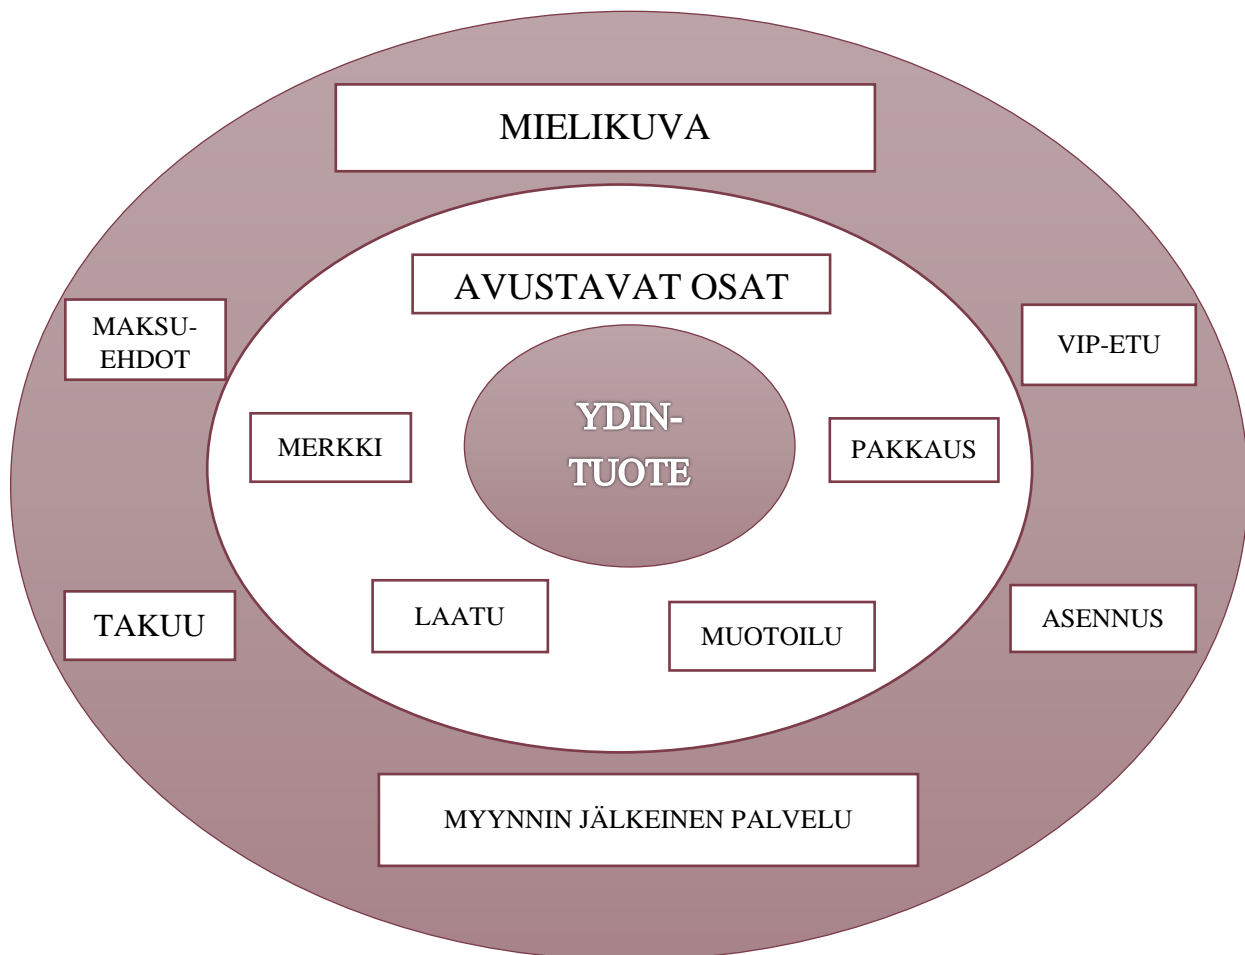 MIELIKUVA
AVUSTAVAT OSAT
MAKSU-
EHDOT
VIP-ETU
YDIN-
TUOTE
MERKKI
PAKKAUS
LAATU
MUOTOILU
TAKUU
ASENNUS
MYYNNIN JÄLKEINEN PALVELU